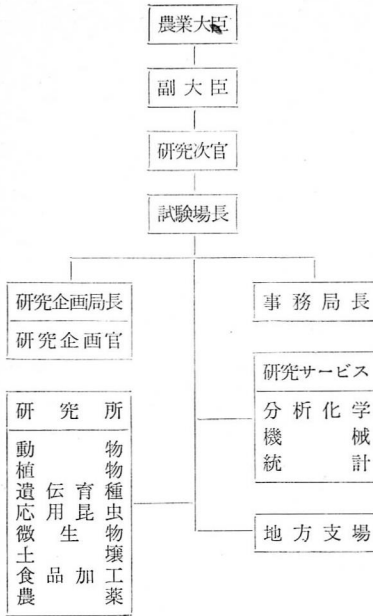 農業大臣
副大臣
研究次官
試験場長
研究企画局長
研究企画官
事務局長
研究サービス
分析化学
機械
統計
研究所
動物
植物
遺伝育種
応用昆虫
微生物
土壌
食品加工
農薬
地方支場